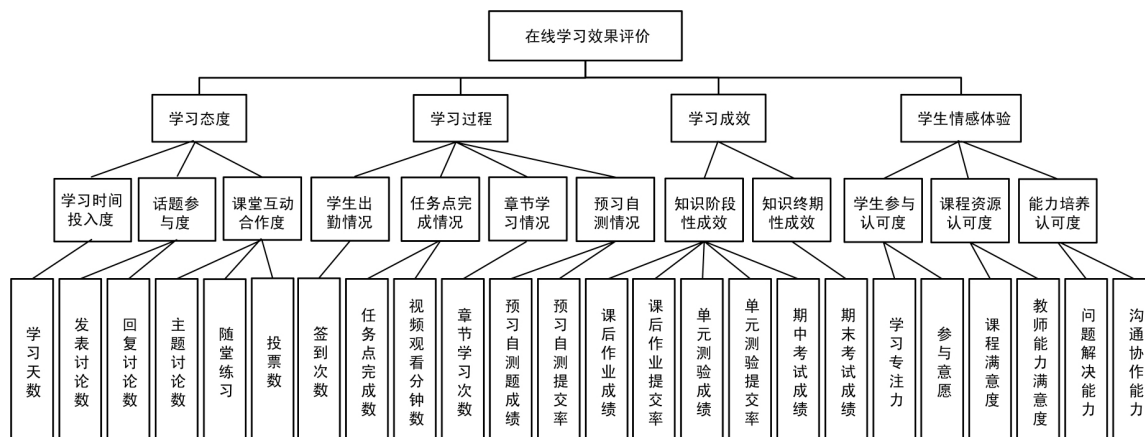 在线学习效果评价
学习态度
学习过程
学习成效
学生情感体验
学习时间
投入度
话题参
与度
课堂互动
合作度
学生出
勤情况
任务点完
成情况
章节学
习情况
预习自
测情况
知识阶段
性成效
知识终期
性成效
学生参与
认可度
课程资源
认可度
能力培养
认可度
学习天数
发表讨论数
回复讨论数
主题讨论数
随堂练习
投票数
签到次数
任务点完成数
视频观看分钟数
章节学习次数
预习自测题成绩
预习自测提交率
课后作业成绩
课后作业提交率
单元测验成绩
单元测验提交率
期中考试成绩
期末考试成绩
学习专注力
参与意愿
课程满意度
教师能力满意度
问题解决能力
沟通协作能力